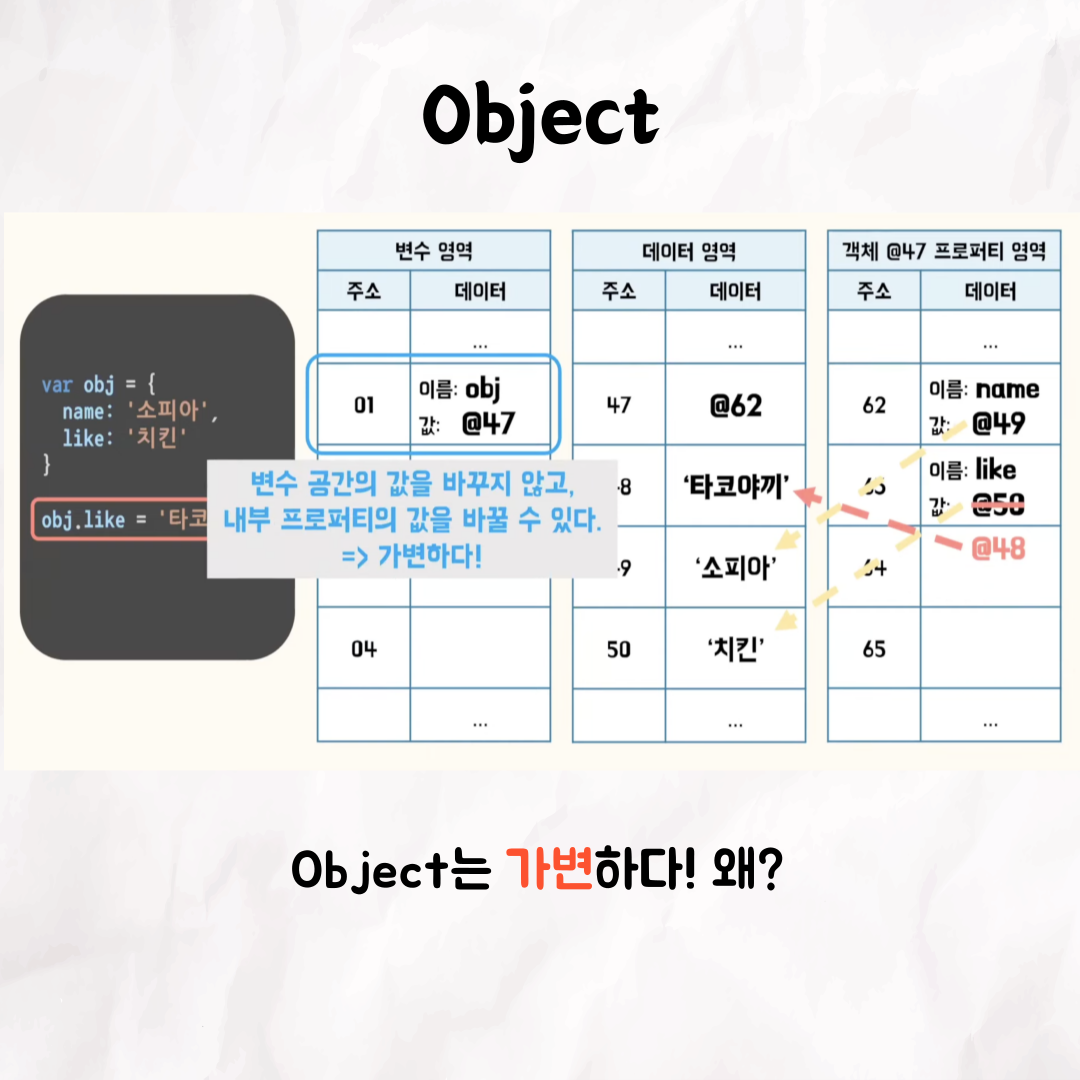 Object
변수 영역
데이터 영역
객체 @47 프로퍼티 영역
주소 데이터
주소 데이터
주소 데이터
...
...
...
var obj = {
name: '소피아',
like: '치킨'
}
obj.like = '타코
01
이름: obj
값: @47
04
...
변수 공간의 값을 바꾸지 않고,
내부 프로퍼티의 값을 바꿀 수 있다.
=> 가변하다!
47 @62
8 ‘타코야끼’
9 ‘소피아’
50 ‘치킨’
...
62
이름: name
값: @49
이름: like
값: @50
@48
64
65
...
Object는 가변하다! 왜?